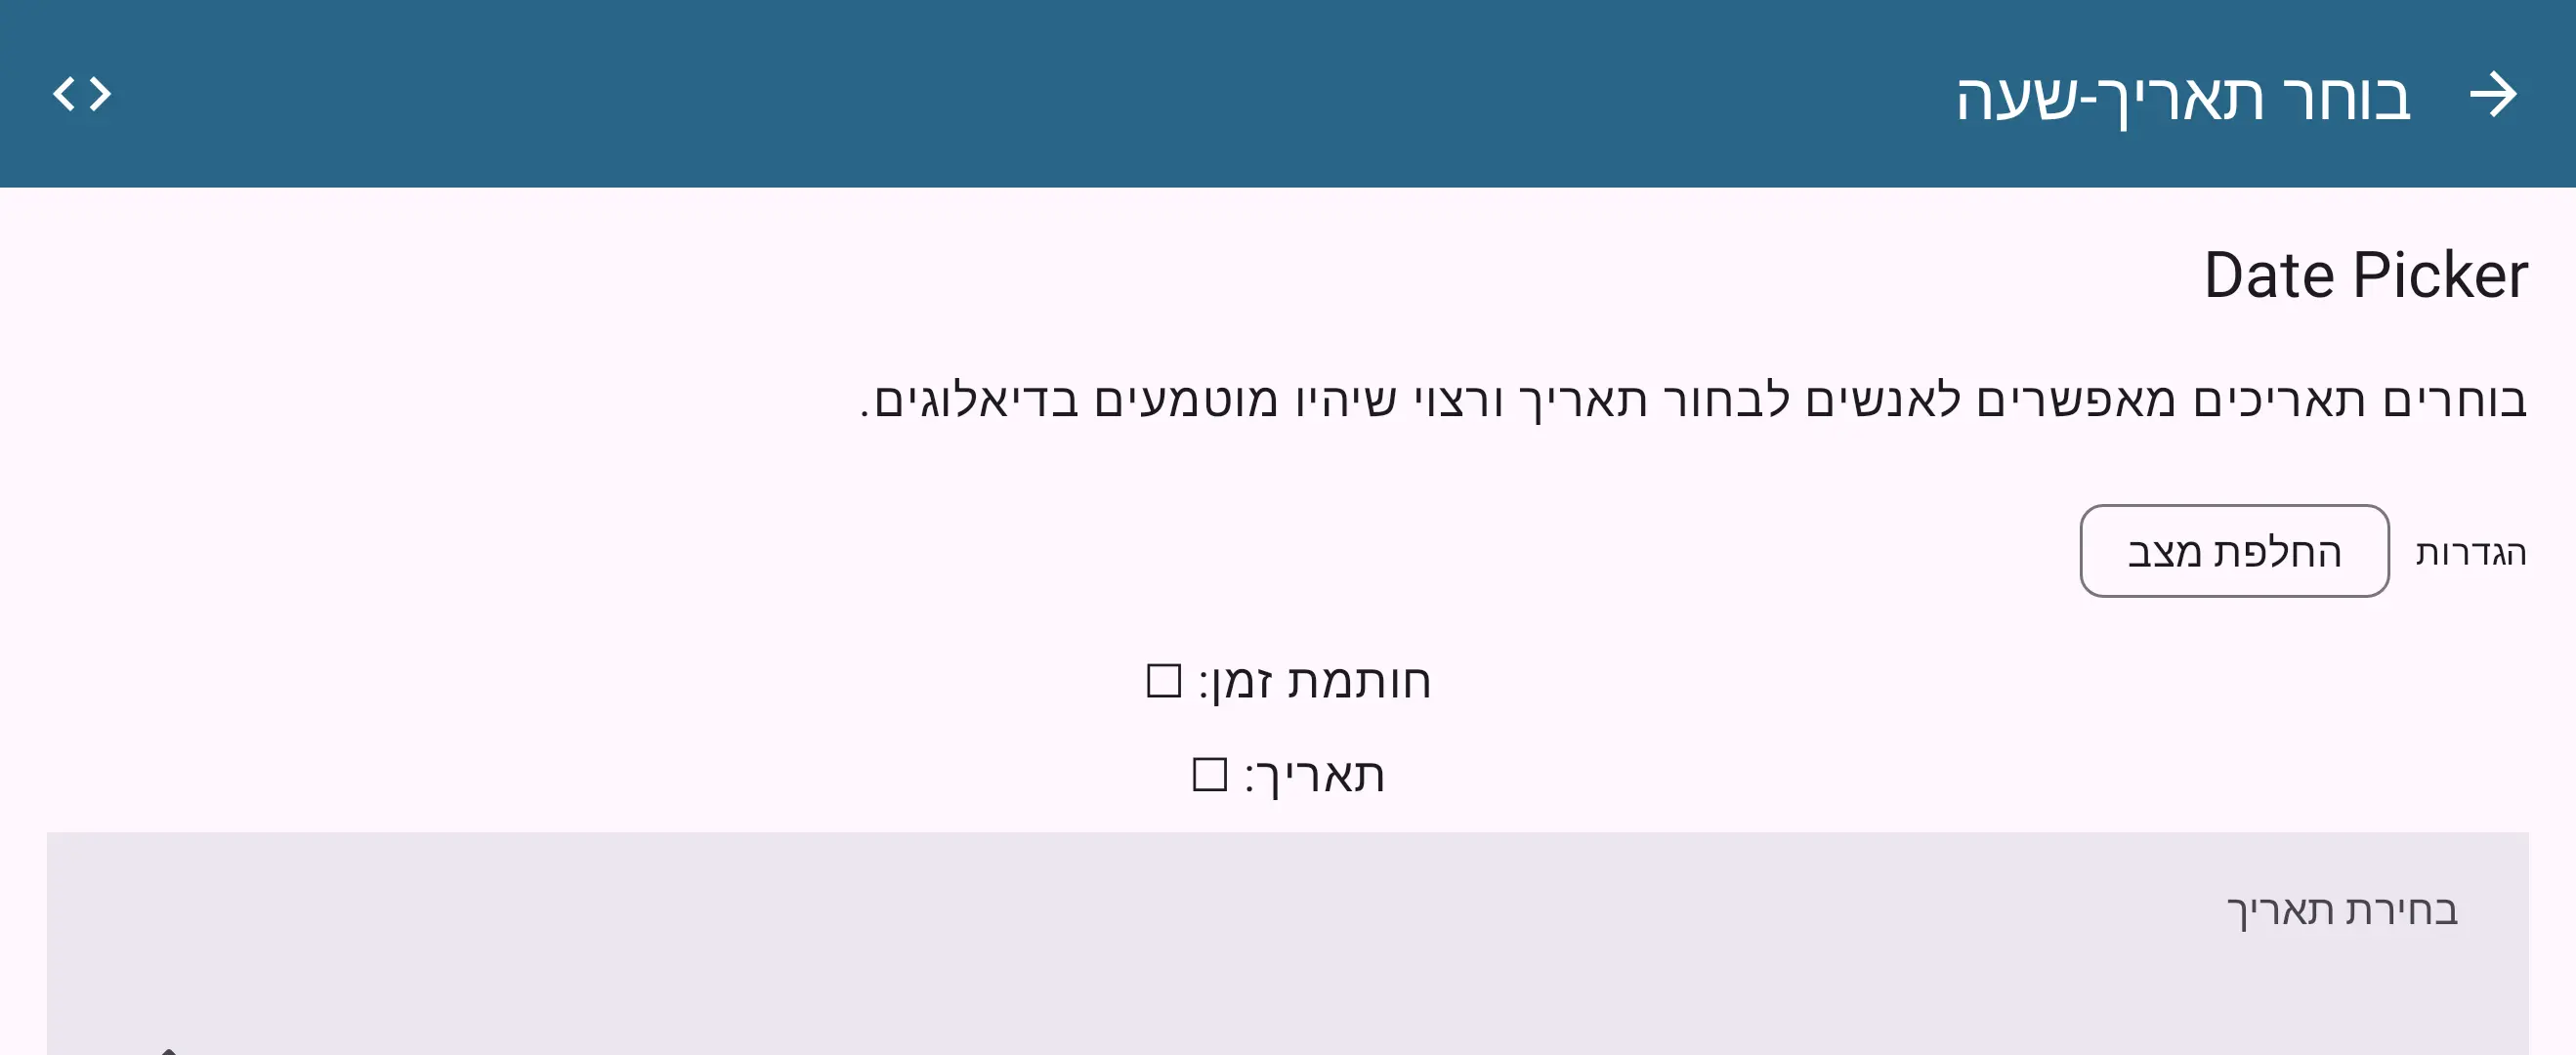 בוחר תאריך-שעה
Date Picker
בוחרים תאריכים מאפשרים לאנשים לבחור תאריך ורצוי שיהיו מוטמעים בדיאלוגים.
הגדרות החלפת מצב
חותמת זמן: ☐
תאריך: ☐
בחירת תאריך